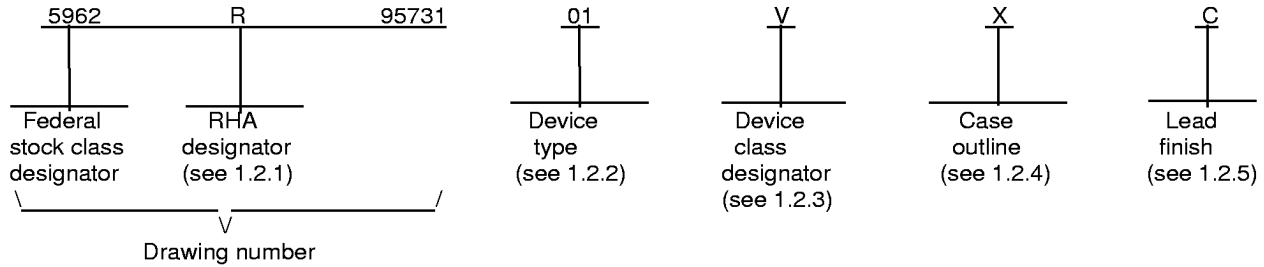 5962 R 95731 01 V X C
Federal stock class designator
RHA designator (see 1.2.1)
Device type (see 1.2.2)
Device class designator (see 1.2.3)
Case outline (see 1.2.4)
Lead finish (see 1.2.5)
Drawing number